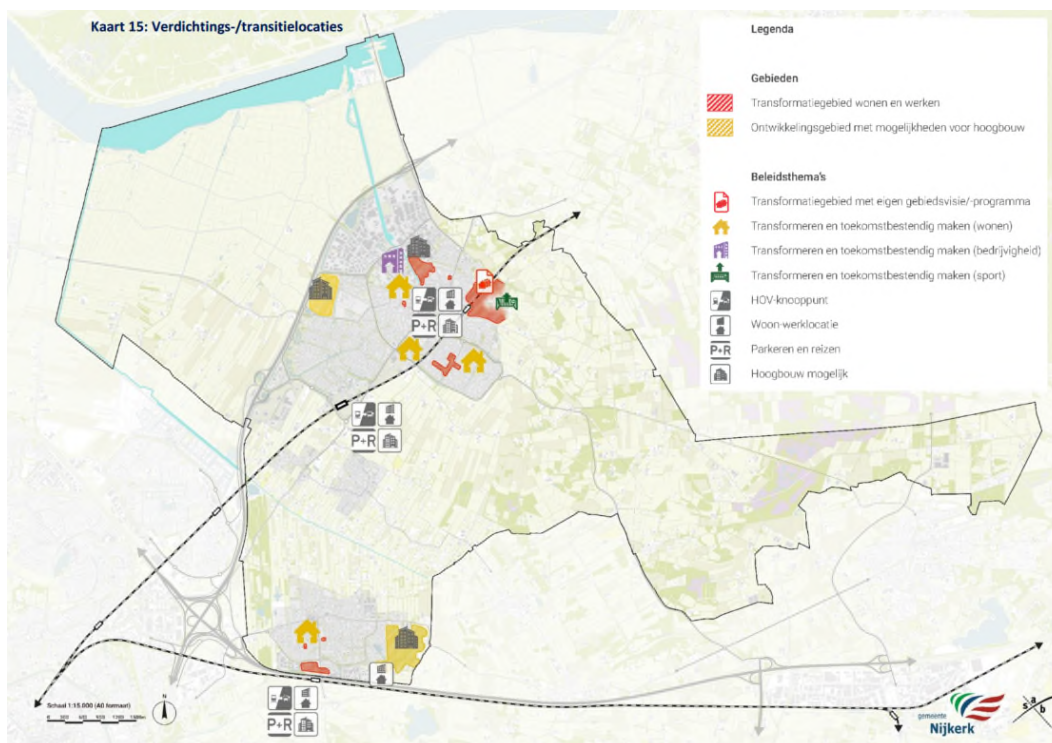 Kaart 15: Verdichtings-/transitielocaties
Legenda
Gebieden
Transformatiegebied wonen en werken
Ontwikkelingsgebied met mogelijkheden voor hoogbouw
Beleidsthema's
Transformatiegebied met eigen gebiedsvisie/-programma
Transformeren en toekomstbestendig maken (wonen)
Transformeren en toekomstbestendig maken (bedrijvigheid)
Transformeren en toekomstbestendig maken (sport)
HOV-knooppunt
Woon-werklocatie
P+R
Parkeren en reizen
Hoogbouw mogelijk
P+R
P+R
P+R
Schaal 1:15.000 (A0 formaat)
N
gemeente
Nijkerk
s a b